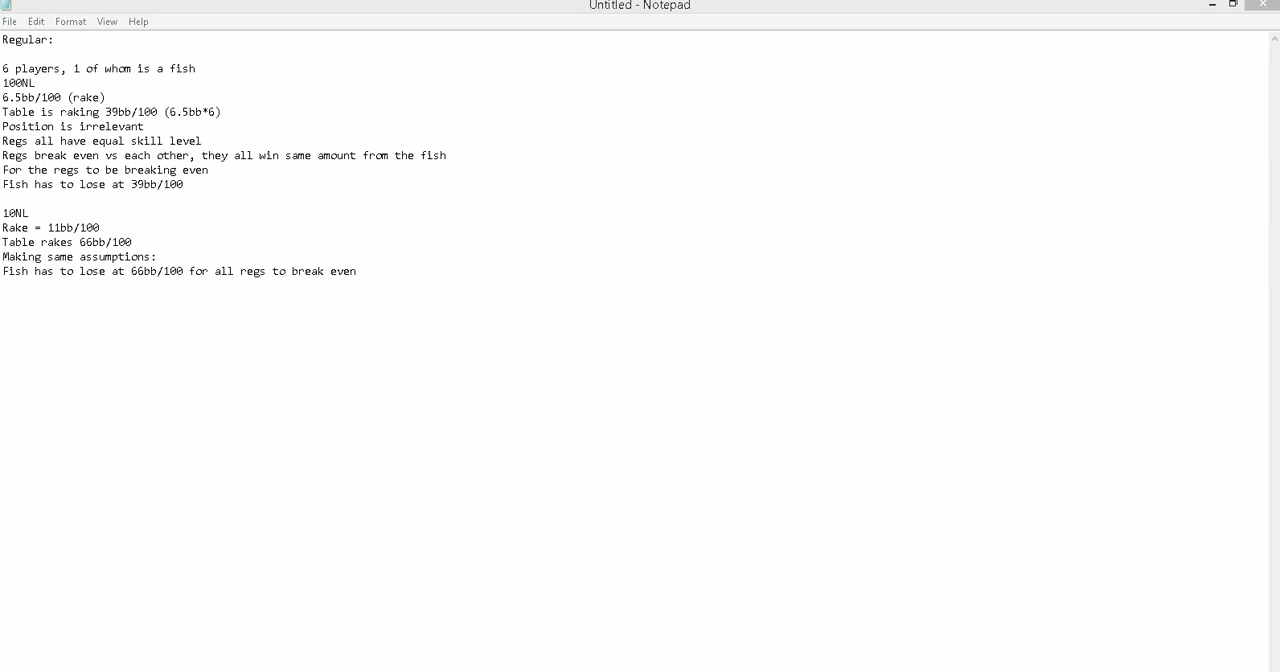 Untitled - Notepad
File Edit Format View Help
Regular:
6 players, 1 of whom is a fish
100NL
6.5bb/100 (rake)
Table is raking 39bb/100 (6.5bb*6)
Position is irrelevant
Regs all have equal skill level
Regs break even vs each other, they all win same amount from the fish
For the regs to be breaking even
Fish has to lose at 39bb/100
10NL
Rake = 11bb/100
Table rakes 66bb/100
Making same assumptions:
Fish has to lose at 66bb/100 for all regs to break even